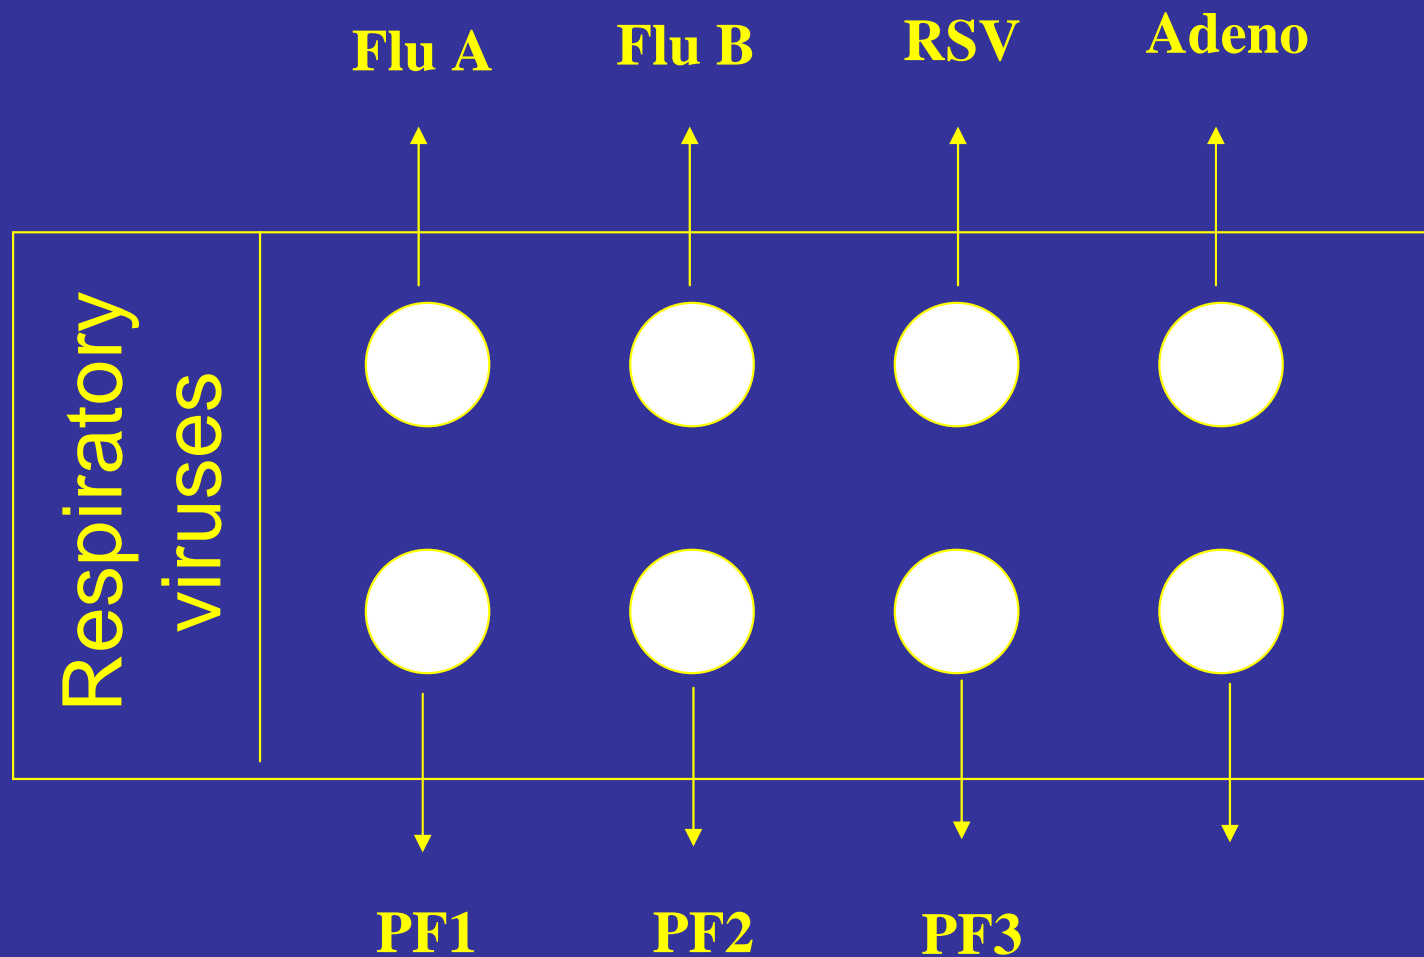 Flu A
Flu B
RSV
Adeno
Respiratory
viruses
PF1
PF2
PF3